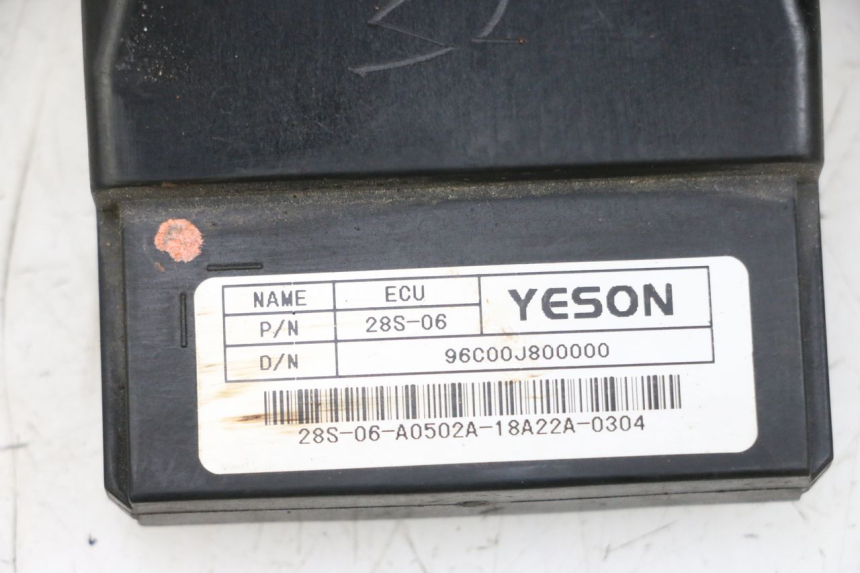 NAME ECU YESON
P/N 28S-06
D/N 96C00J800000
28S-06-A0502A-18A22A-0304